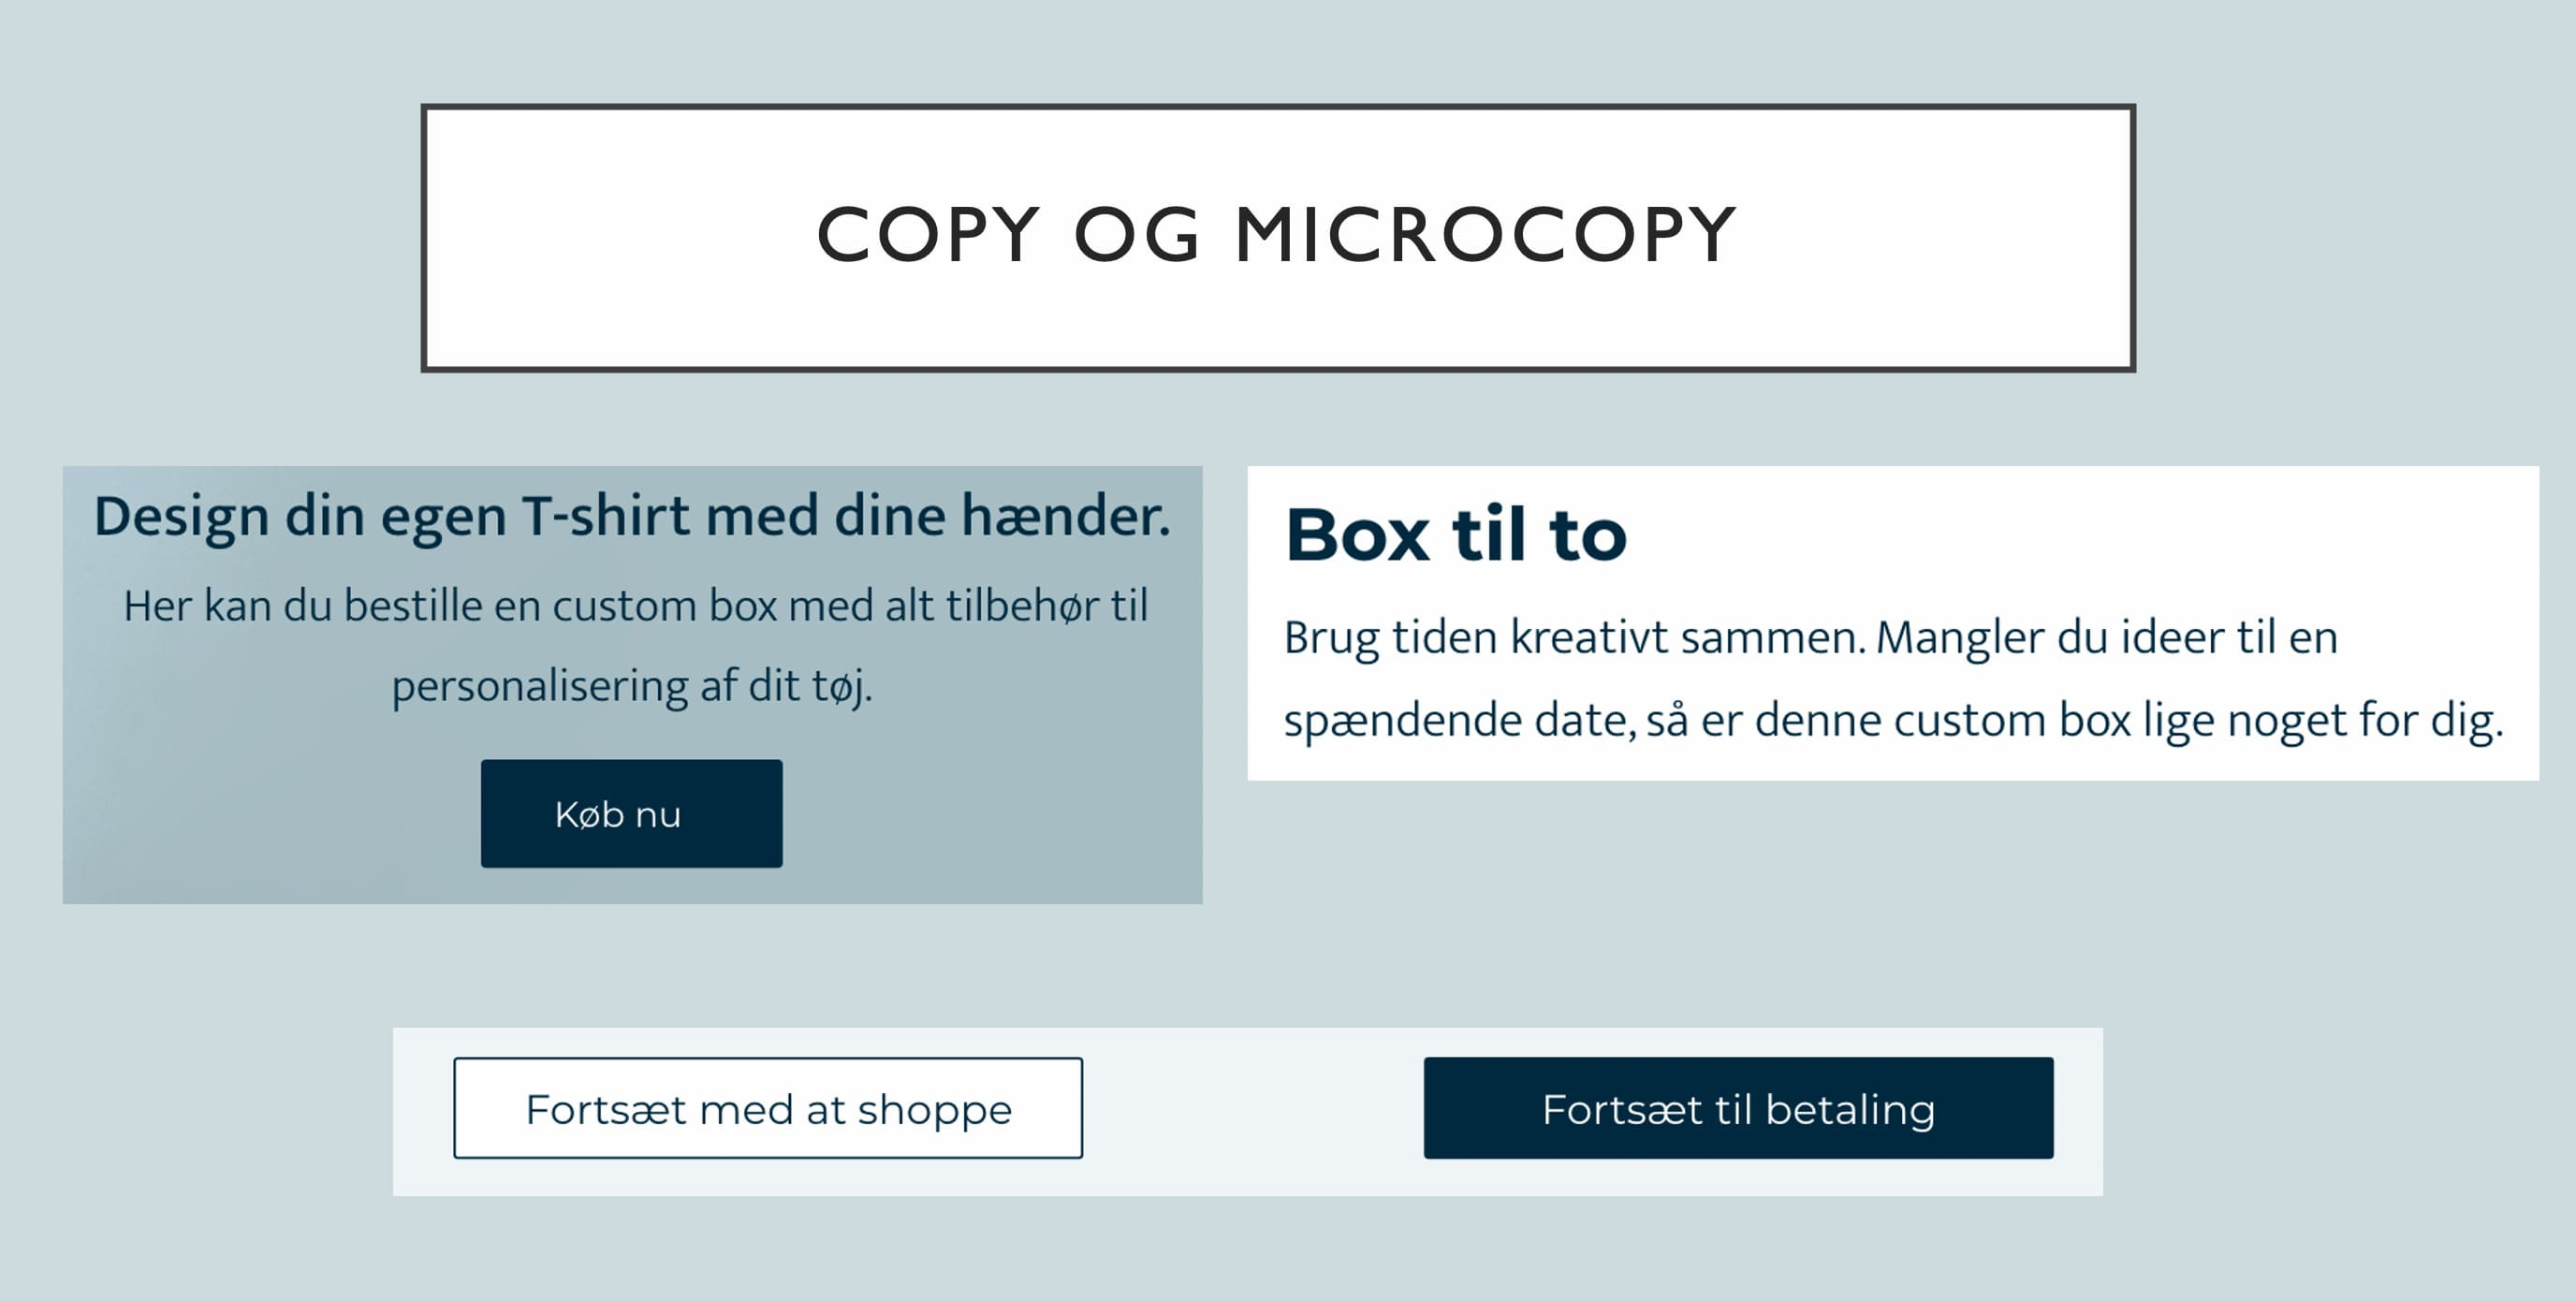 COPY OG MICROCOPY
Design din egen T-shirt med dine hænder.
Her kan du bestille en custom box med alt tilbehør til
personalisering af dit tøj.
Køb nu
Box til to
Brug tiden kreativt sammen. Mangler du ideer til en
spændende date, så er denne custom box lige noget for dig.
Fortsæt med at shoppe
Fortsæt til betaling